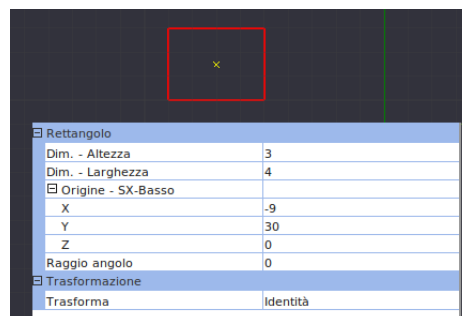 Rettangolo
Dim. - Altezza 3
Dim. - Larghezza 4
Origine - SX-Basso
X -9
Y 30
Z 0
Raggio angolo 0
Trasformazione
Trasforma Identità